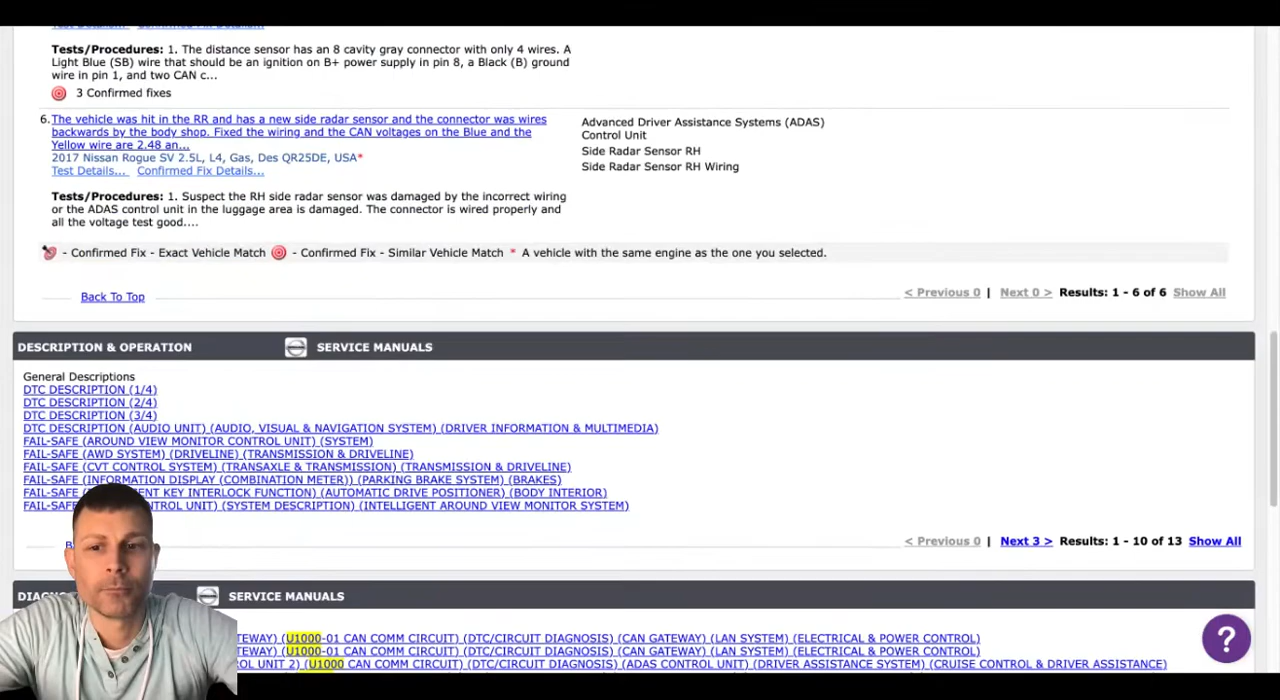 Test Details... Confirmed Fix Details...
Tests/Procedures: 1. The distance sensor has an 8 cavity gray connector with only 4 wires. A
Light Blue (SB) wire that should be an ignition on B+ power supply in pin 8, a Black (B) ground
wire in pin 1, and two CAN c...
3 Confirmed fixes
6. The vehicle was hit in the RR and has a new side radar sensor and the connector was wires
backwards by the body shop. Fixed the wiring and the CAN voltages on the Blue and the
Yellow wire are 2.48 an...
2017 Nissan Rogue SV 2.5L, L4, Gas, Des QR25DE, USA*
Test Details... Confirmed Fix Details...
Advanced Driver Assistance Systems (ADAS)
Control Unit
Side Radar Sensor RH
Side Radar Sensor RH Wiring
Tests/Procedures: 1. Suspect the RH side radar sensor was damaged by the incorrect wiring
or the ADAS control unit in the luggage area is damaged. The connector is wired properly and
all the voltage test good....
- Confirmed Fix - Exact Vehicle Match - Confirmed Fix - Similar Vehicle Match * A vehicle with the same engine as the one you selected.
Back To Top < Previous 0 | Next 0 > Results: 1 - 6 of 6 Show All
DESCRIPTION & OPERATION SERVICE MANUALS
General Descriptions
DTC DESCRIPTION (1/4)
DTC DESCRIPTION (2/4)
DTC DESCRIPTION (3/4)
DTC DESCRIPTION (AUDIO UNIT) (AUDIO, VISUAL & NAVIGATION SYSTEM) (DRIVER INFORMATION & MULTIMEDIA)
FAIL-SAFE (AROUND VIEW MONITOR CONTROL UNIT) (SYSTEM)
FAIL-SAFE (AWD SYSTEM) (DRIVELINE) (TRANSMISSION & DRIVELINE)
FAIL-SAFE (CVT CONTROL SYSTEM) (TRANSAXLE & TRANSMISSION) (TRANSMISSION & DRIVELINE)
FAIL-SAFE (INFORMATION DISPLAY (COMBINATION METER)) (PARKING BRAKE SYSTEM) (BRAKES)
FAIL-SAFE KEY INTERLOCK FUNCTION) (AUTOMATIC DRIVE POSITIONER) (BODY INTERIOR)
FAIL-SAFE UNIT) (SYSTEM DESCRIPTION) (INTELLIGENT AROUND VIEW MONITOR SYSTEM)
< Previous 0 | Next 3 > Results: 1 - 10 of 13 Show All
SERVICE MANUALS
(U1000-01 CAN COMM CIRCUIT) (DTC/CIRCUIT DIAGNOSIS) (CAN GATEWAY) (LAN SYSTEM) (ELECTRICAL & POWER CONTROL)
(U1000-01 CAN COMM CIRCUIT) (DTC/CIRCUIT DIAGNOSIS) (CAN GATEWAY) (LAN SYSTEM) (ELECTRICAL & POWER CONTROL)
UNIT 2) (U1000 CAN COMM CIRCUIT) (DTC/CIRCUIT DIAGNOSIS) (ADAS CONTROL UNIT) (DRIVER ASSISTANCE SYSTEM) (CRUISE CONTROL & DRIVER ASSISTANCE)
?